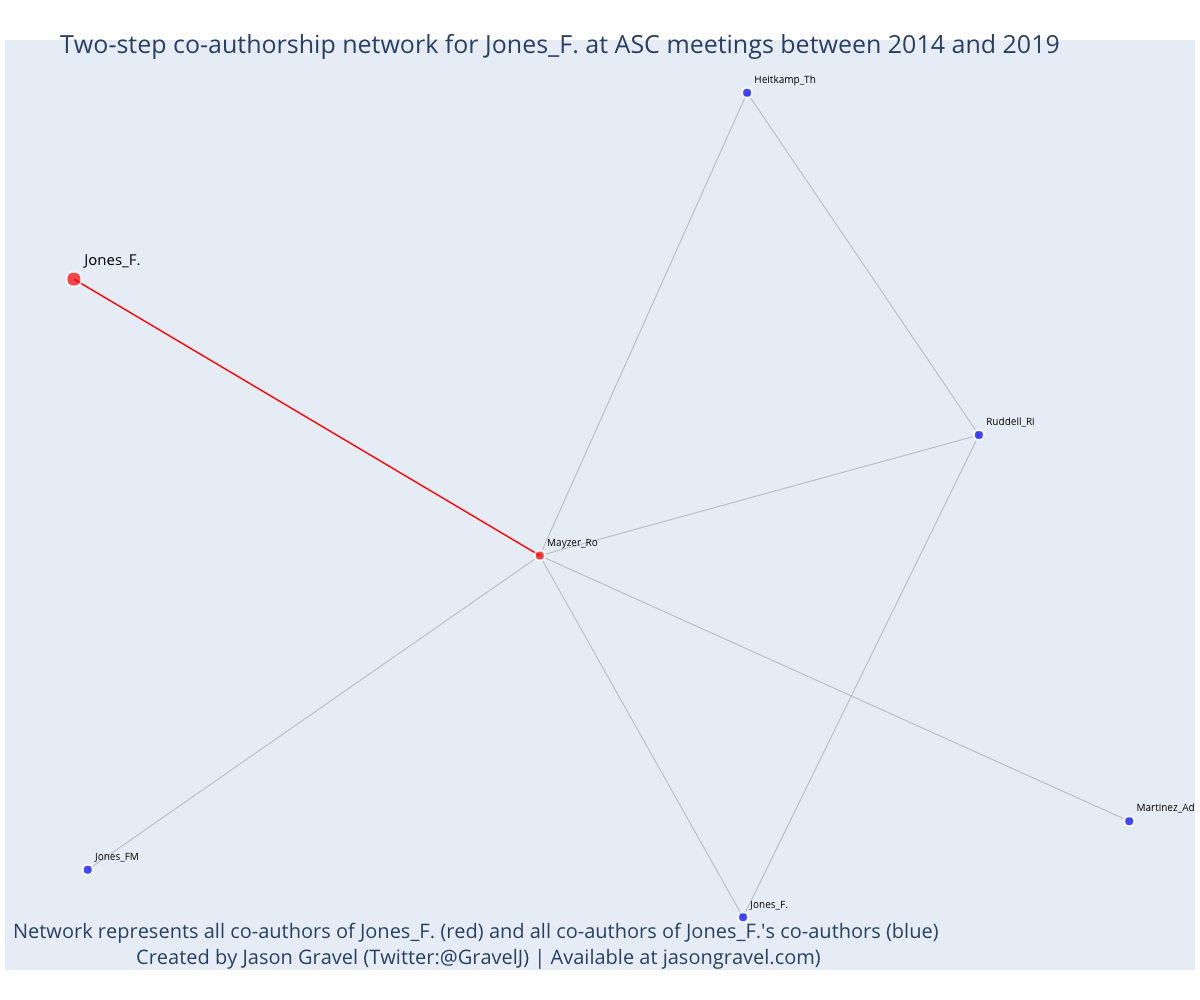 Two-step co-authorship network for Jones_F. at ASC meetings between 2014 and 2019
Heitkamp_Th
Jones_F.
Ruddell_Ri
Mayzer_Ro
Martinez_Ad
Jones_FM
Jones_F.
Network represents all co-authors of Jones_F. (red) and all co-authors of Jones_F.'s co-authors (blue)
Created by Jason Gravel (Twitter:@GravelJ) | Available at jasongravel.com)